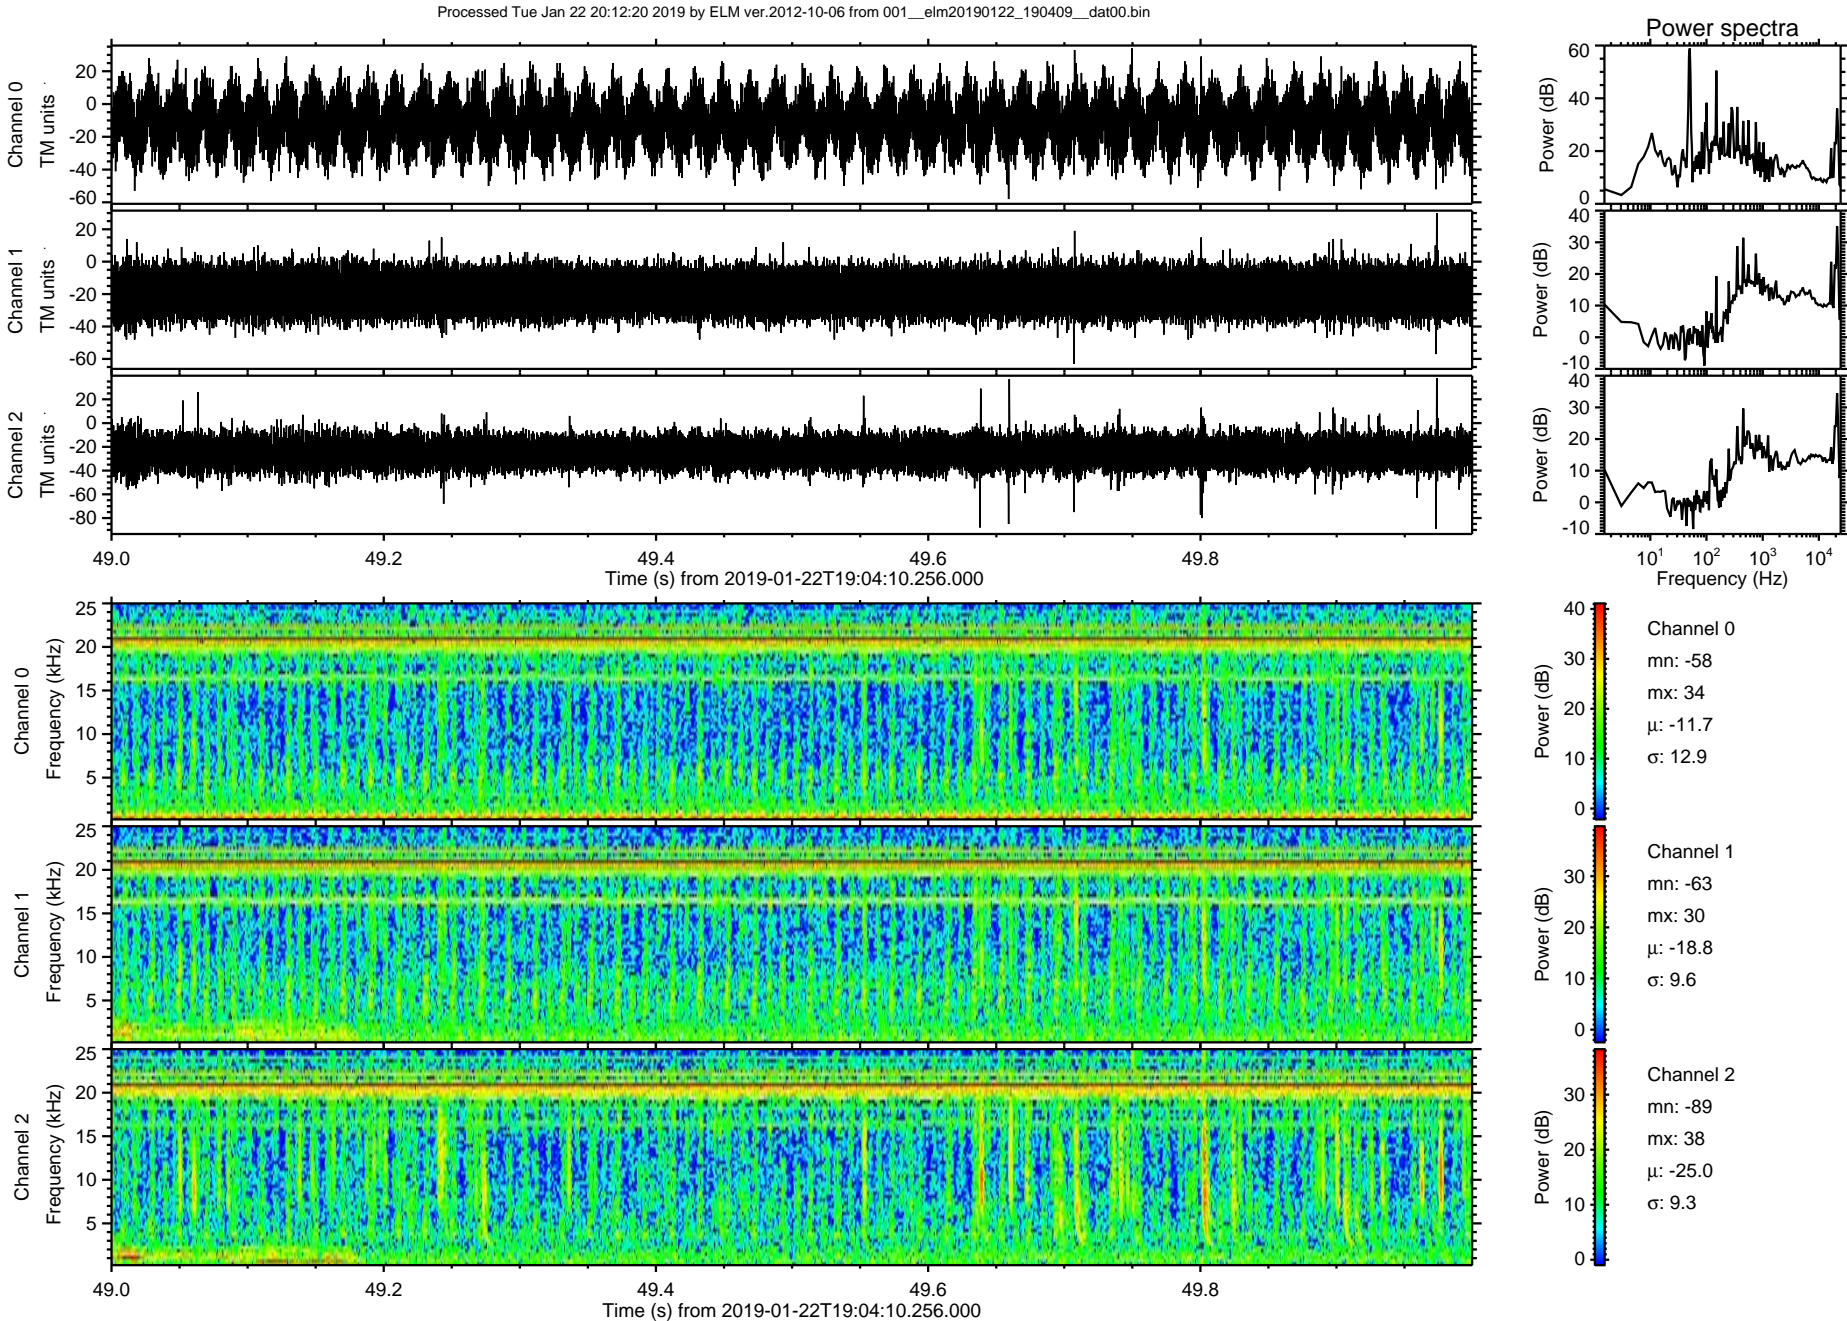 Processed Tue Jan 22 20:12:20 2019 by ELM ver.2012-10-06 from 001__elm20190122_190409__dat00.bin
Power spectra
Channel 0
TM units
20
0
-20
-40
-60
Power (dB)
60
40
20
0
Channel 1
TM units
20
0
-20
-40
-60
Power (dB)
40
30
20
10
0
-10
Channel 2
TM units
20
0
-20
-40
-60
-80
Power (dB)
40
30
20
10
0
-10
49.0 49.2 49.4 49.6 49.8
Time (s) from 2019-01-22T19:04:10.256.000
10^1 10^2 10^3 10^4
Frequency (Hz)
Channel 0
Frequency (kHz)
25
20
15
10
5
Power (dB)
40
30
20
10
0
Channel 0
mn: -58
mx: 34
μ: -11.7
σ: 12.9
Channel 1
Frequency (kHz)
25
20
15
10
5
Power (dB)
30
20
10
0
Channel 1
mn: -63
mx: 30
μ: -18.8
σ: 9.6
Channel 2
Frequency (kHz)
25
20
15
10
5
Power (dB)
30
20
10
0
Channel 2
mn: -89
mx: 38
μ: -25.0
σ: 9.3
49.0 49.2 49.4 49.6 49.8
Time (s) from 2019-01-22T19:04:10.256.000